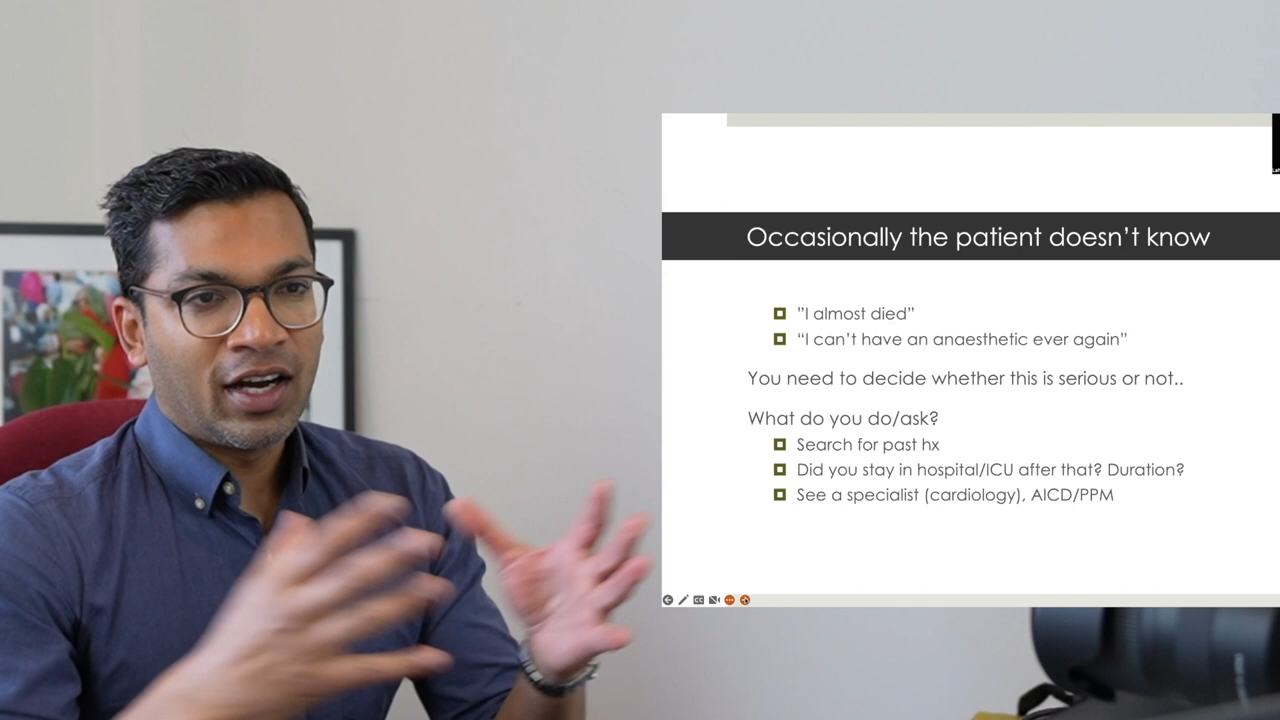 Occasionally the patient doesn't know
"I almost died"
"I can't have an anaesthetic ever again"
You need to decide whether this is serious or not..
What do you do/ask?
Search for past hx
Did you stay in hospital/ICU after that? Duration?
See a specialist (cardiology), AICD/PPM
CC